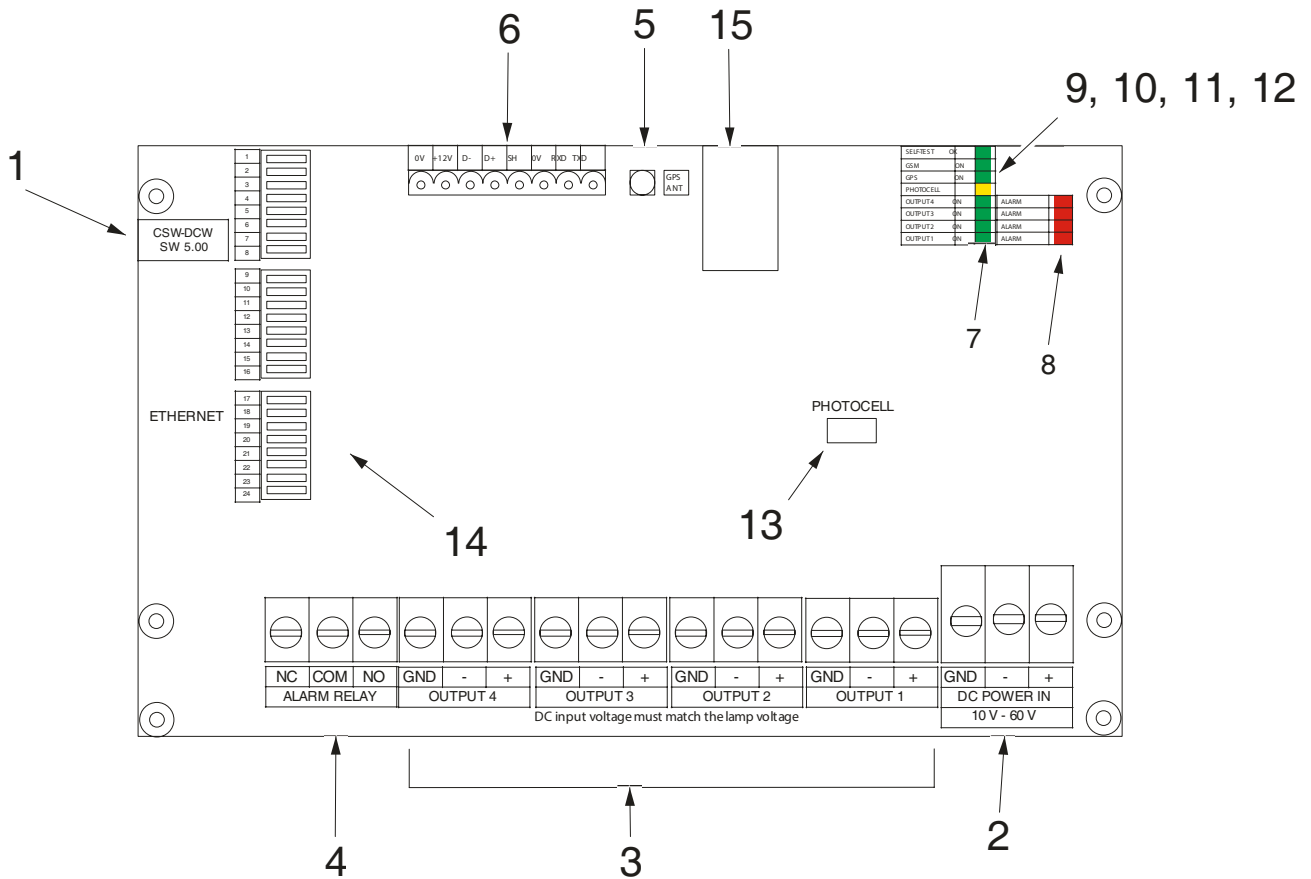 6 5 15
9, 10, 11, 12
1
0V +12V D- D+ SH 0V RXD TXD
GPS
ANT
SELF-TEST OK
GSM ON
GPS ON
PHOTOCELL
OUTPUT4 ON ALARM
OUTPUT3 ON ALARM
OUTPUT2 ON ALARM
OUTPUT1 ON ALARM
7
8
CSW-DCW
SW 5.00
1
2
3
4
5
6
7
8
9
10
11
12
13
14
15
16
ETHERNET
17
18
19
20
21
22
23
24
PHOTOCELL
13
14
NC COM NO GND - + GND - + GND - + GND - + GND - +
ALARM RELAY OUTPUT 4 OUTPUT 3 OUTPUT 2 OUTPUT 1 DC POWER IN
DC input voltage must match the lamp voltage
10 V - 60 V
4 3 2